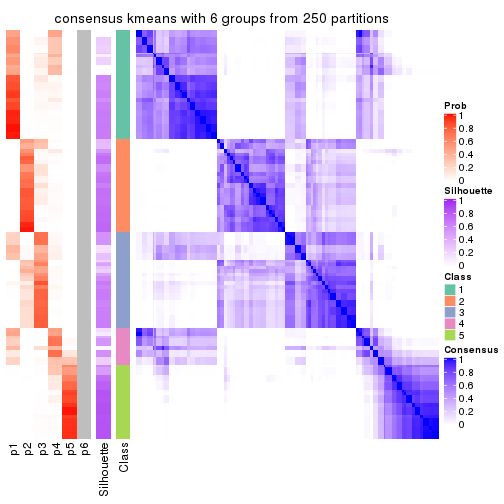 consensus kmeans with 6 groups from 250 partitions
Prob
1
0.8
0.6
0.4
0.2
0
Silhouette
1
0.8
0.6
0.4
0.2
0
Class
1
2
3
4
5
Consensus
1
0.8
0.6
0.4
0.2
0
p1
p2
p3
p4
p5
p6
Silhouette
Class